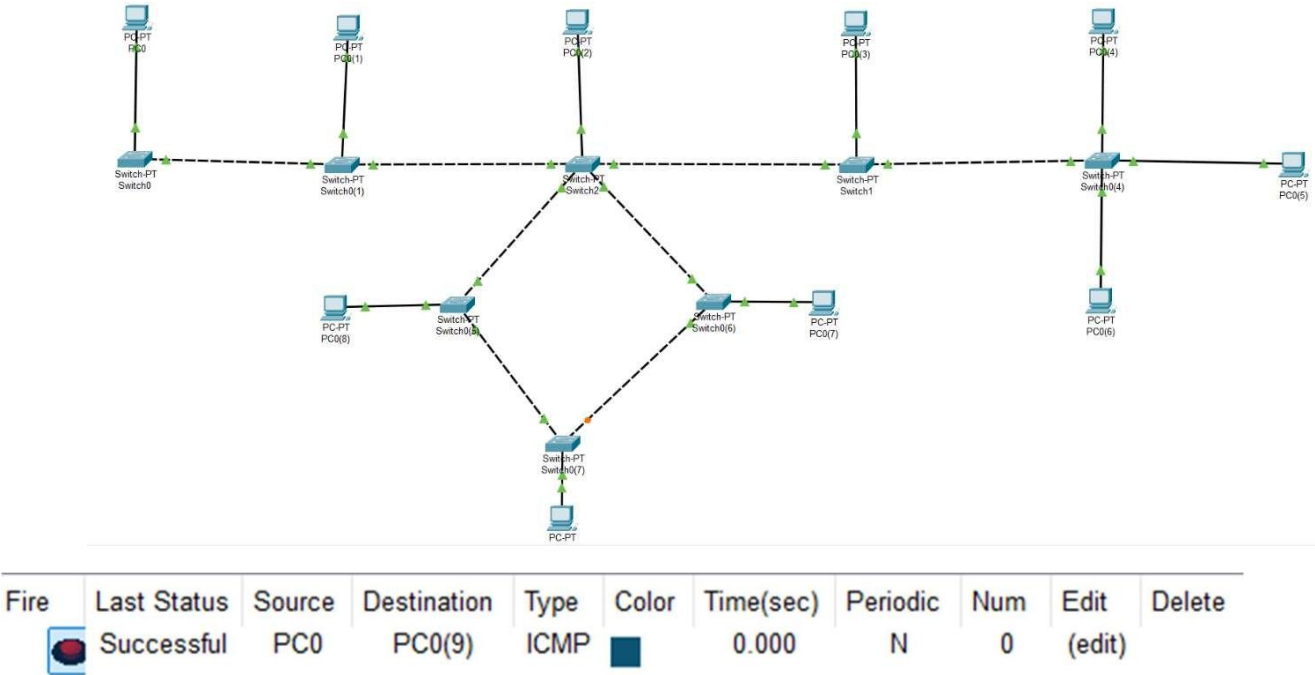 PC-PT
PC0
PC-PT
PC0(1)
PC-PT
PC0(2)
PC-PT
PC0(3)
PC-PT
PC0(4)
Switch-PT
Switch0
Switch-PT
Switch0(1)
Switch-PT
Switch2
Switch-PT
Switch1
Switch-PT
Switch0(4)
PC-PT
PC0(5)
PC-PT
PC0(8)
Switch-PT
Switch0(5)
Switch-PT
Switch0(6)
PC-PT
PC0(7)
PC-PT
PC0(6)
Switch-PT
Switch0(7)
PC-PT
Fire Last Status Source Destination Type Color Time(sec) Periodic Num Edit Delete
Successful PC0 PC0(9) ICMP 0.000 N 0 (edit)